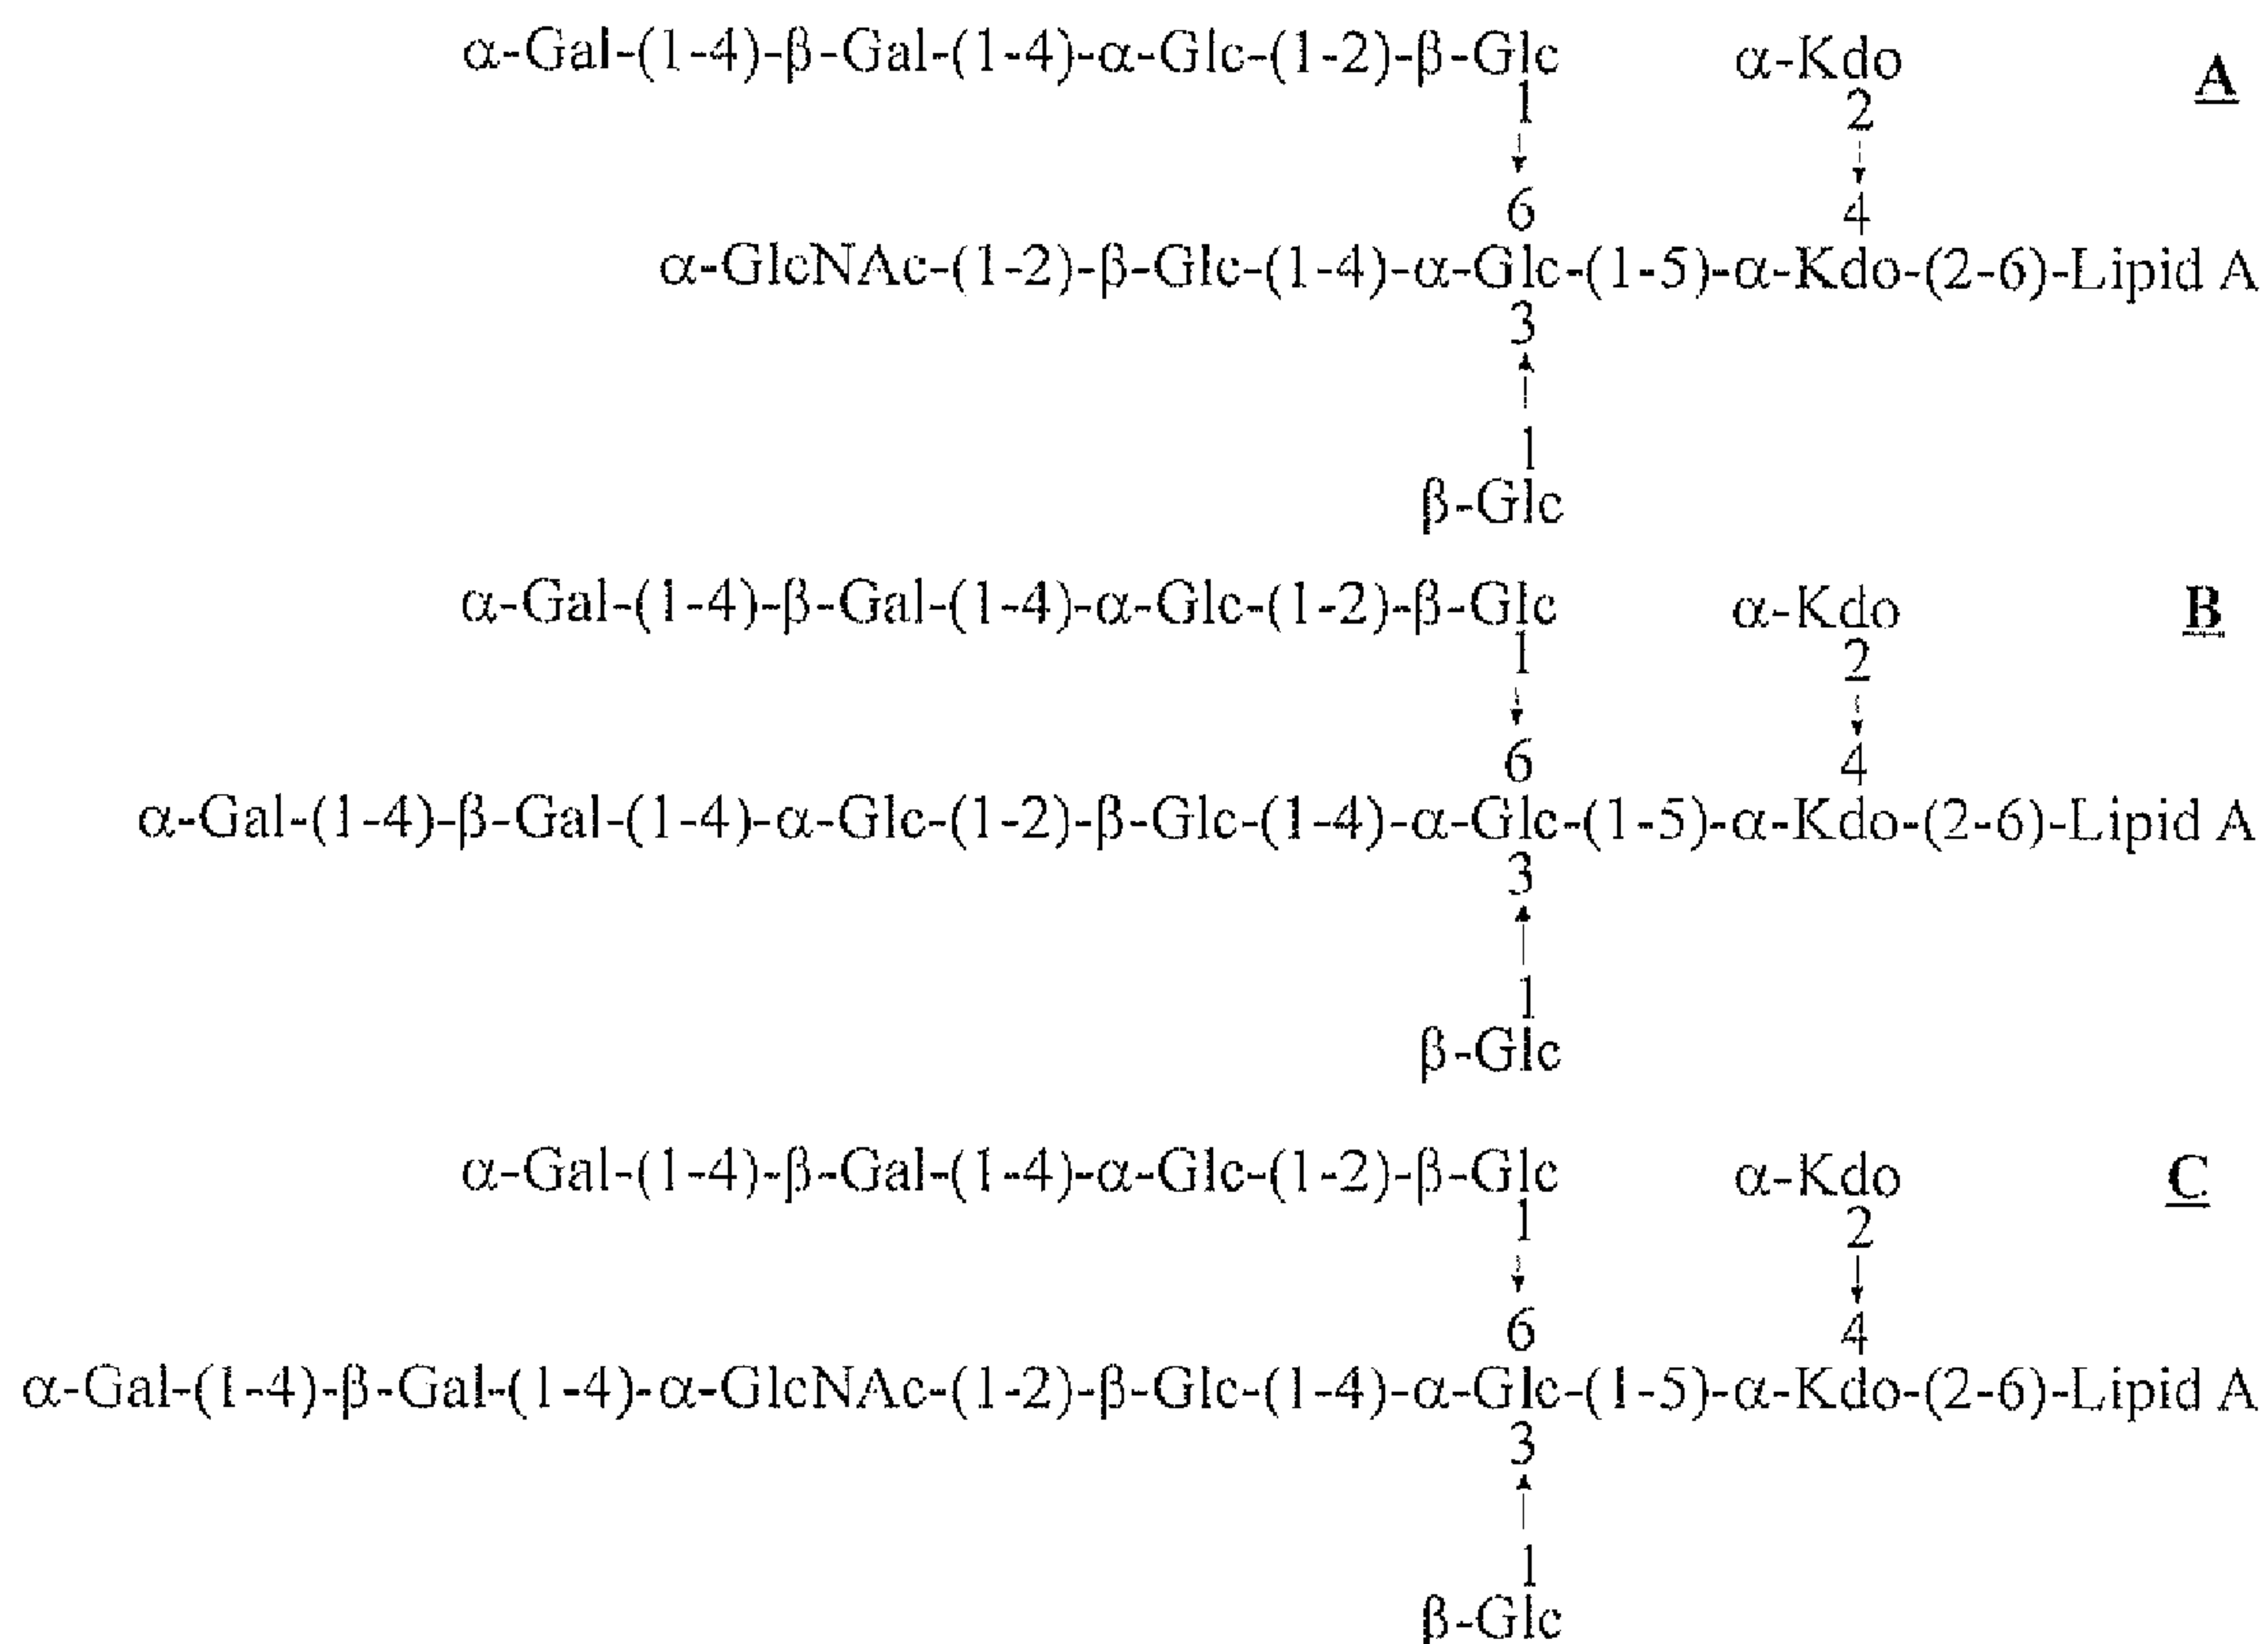 α-Gal-(1-4)-β-Gal-(1-4)-α-Glc-(1-2)-β-Glc α-Kdo A
1 2
6 4
α-GlcNAc-(1-2)-β-Glc-(1-4)-α-Glc-(1-5)-α-Kdo-(2-6)-Lipid A
3
1
β-Glc
α-Gal-(1-4)-β-Gal-(1-4)-α-Glc-(1-2)-β-Glc α-Kdo B
1 2
6 4
α-Gal-(1-4)-β-Gal-(1-4)-α-Glc-(1-2)-β-Glc-(1-4)-α-Glc-(1-5)-α-Kdo-(2-6)-Lipid A
3
1
β-Glc
α-Gal-(1-4)-β-Gal-(1-4)-α-Glc-(1-2)-β-Glc α-Kdo C
1 2
6 4
α-Gal-(1-4)-β-Gal-(1-4)-α-GlcNAc-(1-2)-β-Glc-(1-4)-α-Glc-(1-5)-α-Kdo-(2-6)-Lipid A
3
1
β-Glc